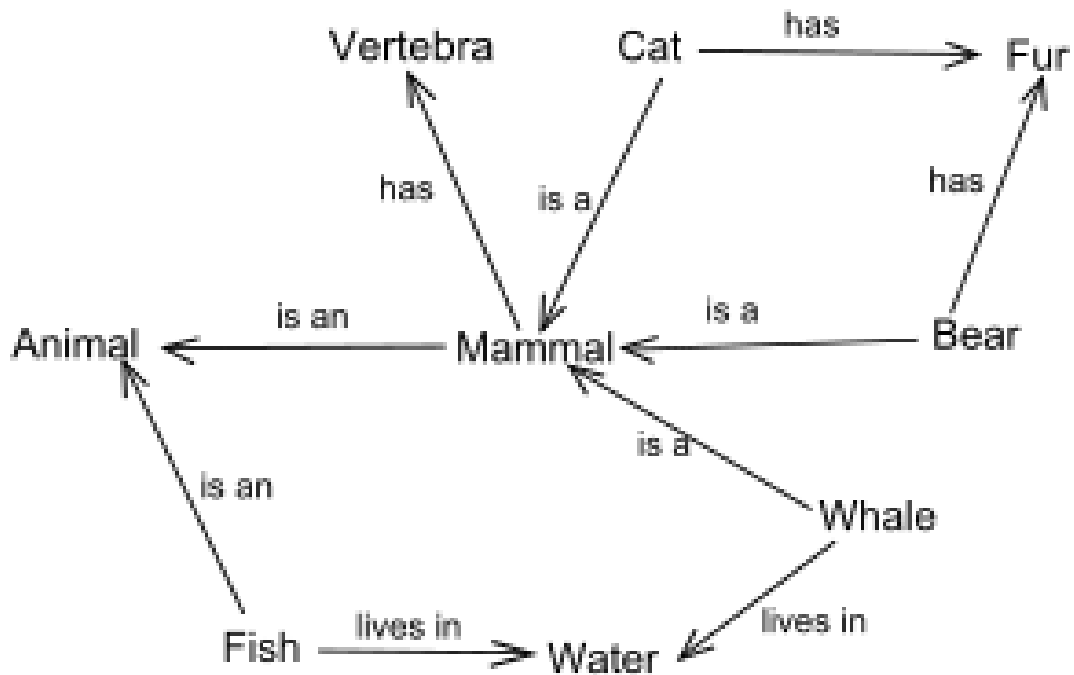 Vertebra
Cat
has
Fur
has
is a
has
Animal
is an
Mammal
is a
Bear
is a
is an
Whale
Fish
lives in
Water
lives in